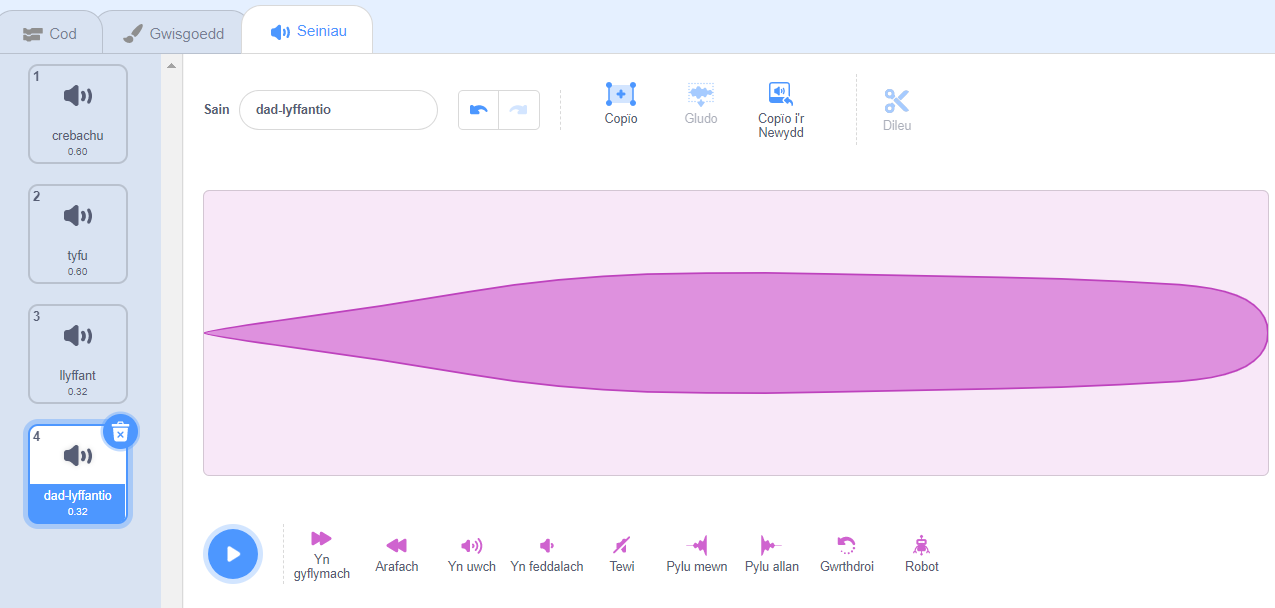 Cod
Gwisgoedd
Seiniau
1
crebachu
0.60
2
tyfu
0.60
3
llyffant
0.32
4
dad-lyffantio
0.32
Sain
dad-lyffantio
Copïo
Gludo
Copïo i'r
Newydd
Dileu
Yn
gyflymach
Arafach
Yn uwch
Yn feddalach
Tewi
Pylu mewn
Pylu allan
Gwrthdroi
Robot